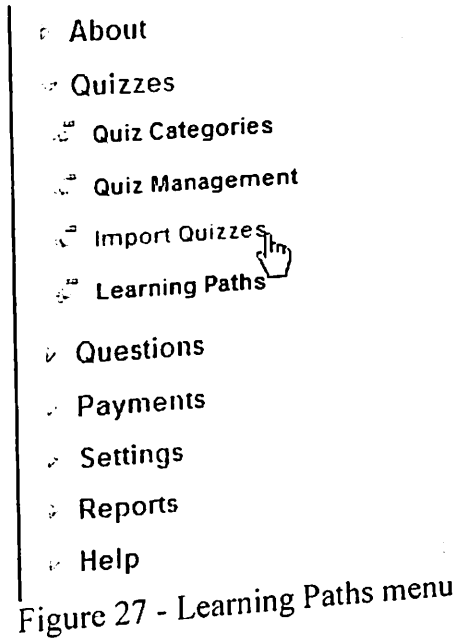 About
Quizzes
Quiz Categories
Quiz Management
Import Quizzes
Learning Paths
Questions
Payments
Settings
Reports
Help
Figure 27 - Learning Paths menu